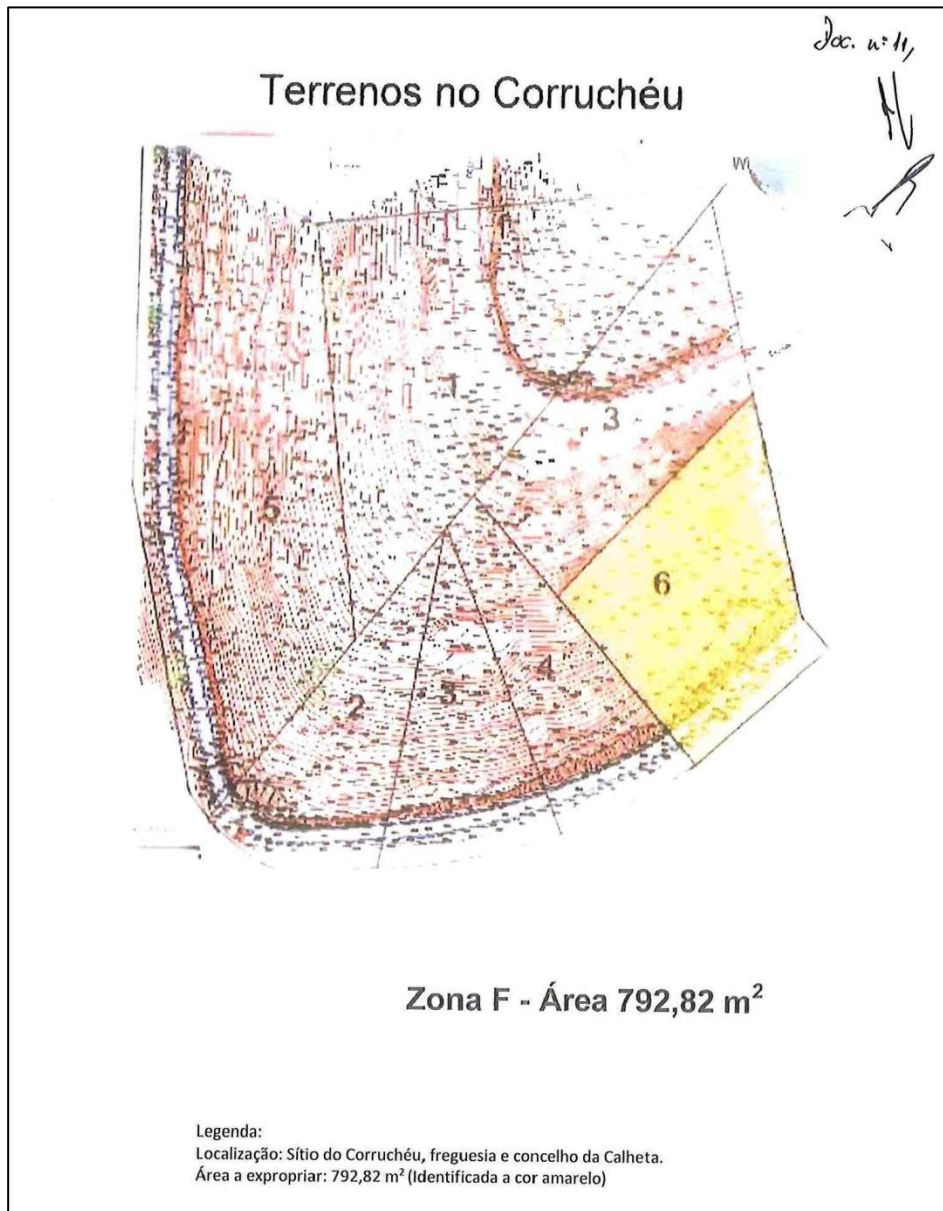 Doc. nº 11,
Terrenos no Corruchéu
1
3
5
6
4
2
3
Zona F - Área 792,82 m²
Legenda:
Localização: Sítio do Corruchéu, freguesia e concelho da Calheta.
Área a expropriar: 792,82 m² (Identificada a cor amarelo)